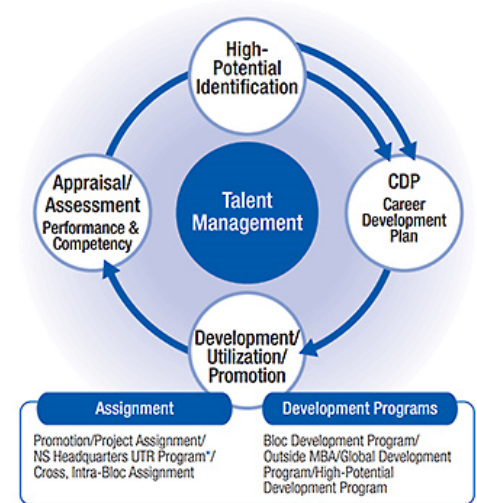 High-
Potential
Identification
Appraisal/
Assessment
Performance &
Competency
Talent
Management
CDP
Career
Development
Plan
Development/
Utilization/
Promotion
Assignment
Promotion/Project Assignment/
NS Headquarters UTR Program*/
Cross, Intra-Bloc Assignment
Development Programs
Bloc Development Program/
Outside MBA/Global Development
Program/High-Potential
Development Program